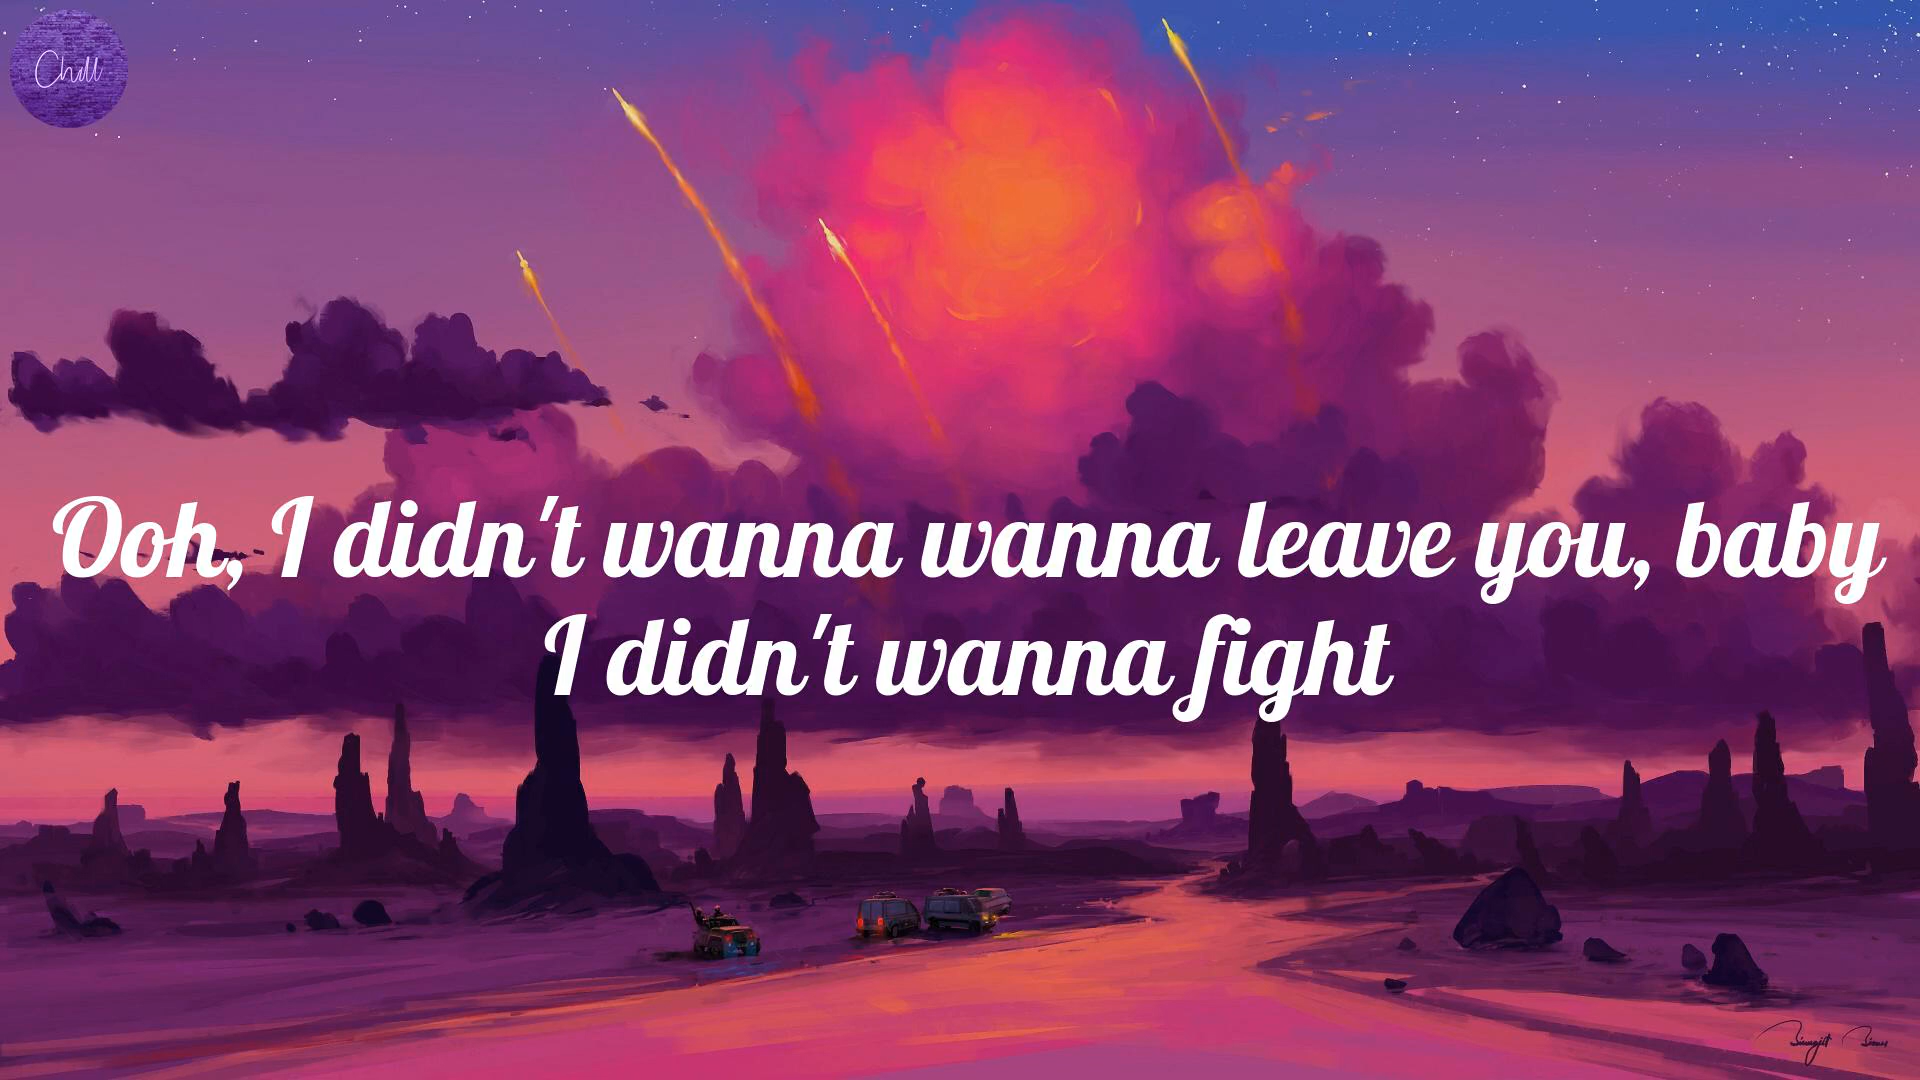 Chill
Ooh, I didn't wanna wanna leave you, baby
I didn't wanna fight